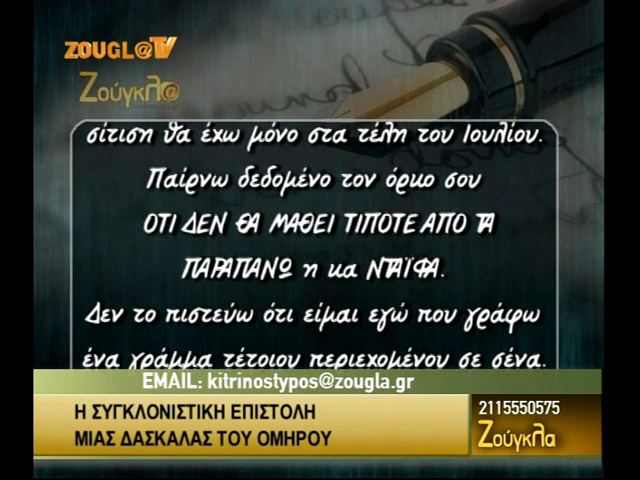 ZOUGL@TV
Ζούγκλ@
σίτιση θα έχω μόνο στα τέλη του Ιουλίου.
Παίρνω δεδομένο τον όρκο σου
ΟΤΙ ΔΕΝ ΘΑ ΜΑΘΕΙ ΤΙΠΟΤΕ ΑΠΟ ΤΑ
ΠΑΡΑΠΑΝΩ η κα ΝΤΑΪΦΑ.
Δεν το πιστεύω ότι είμαι εγώ που γράφω
ένα γράμμα τέτοιου περιεχομένου σε σένα.
EMAIL: kitrinostypos@zougla.gr
Η ΣΥΓΚΛΟΝΙΣΤΙΚΗ ΕΠΙΣΤΟΛΗ
ΜΙΑΣ ΔΑΣΚΑΛΑΣ ΤΟΥ ΟΜΗΡΟΥ
2115550575
Ζούγκλα